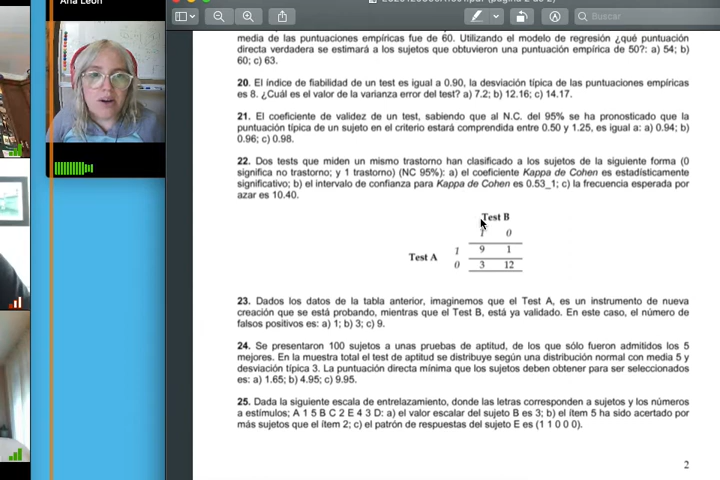 Ana León
Buscar
media de las puntuaciones empíricas fue de 60. Utilizando el modelo de regresión ¿qué puntuación
directa verdadera se estimará a los sujetos que obtuvieron una puntuación empírica de 50?: a) 54; b)
60; c) 63.
20. El índice de fiabilidad de un test es igual a 0.90, la desviación típica de las puntuaciones empíricas
es 8. ¿Cuál es el valor de la varianza error del test? a) 7.2; b) 12.16; c) 14.17.
21. El coeficiente de validez de un test, sabiendo que al N.C. del 95% se ha pronosticado que la
puntuación típica de un sujeto en el criterio estará comprendida entre 0.50 y 1.25, es igual a: a) 0.94; b)
0.96; c) 0.98.
22. Dos tests que miden un mismo trastorno han clasificado a los sujetos de la siguiente forma (0
significa no trastorno; y 1 trastorno) (NC 95%): a) el coeficiente Kappa de Cohen es estadísticamente
significativo; b) el intervalo de confianza para Kappa de Cohen es 0.53_1; c) la frecuencia esperada por
azar es 10.40.
Test B
1 0
Test A 1 9 1
0 3 12
23. Dados los datos de la tabla anterior, imaginemos que el Test A, es un instrumento de nueva
creación que se está probando, mientras que el Test B, está ya validado. En este caso, el número de
falsos positivos es: a) 1; b) 3; c) 9.
24. Se presentaron 100 sujetos a unas pruebas de aptitud, de los que sólo fueron admitidos los 5
mejores. En la muestra total el test de aptitud se distribuye según una distribución normal con media 5 y
desviación típica 3. La puntuación directa mínima que los sujetos deben obtener para ser seleccionados
es: a) 1.65; b) 4.95; c) 9.95.
25. Dada la siguiente escala de entrelazamiento, donde las letras corresponden a sujetos y los números
a estímulos; A 1 5 B C 2 E 4 3 D: a) el valor escalar del sujeto B es 3; b) el ítem 5 ha sido acertado por
más sujetos que el ítem 2; c) el patrón de respuestas del sujeto E es (1 1 0 0 0).
2